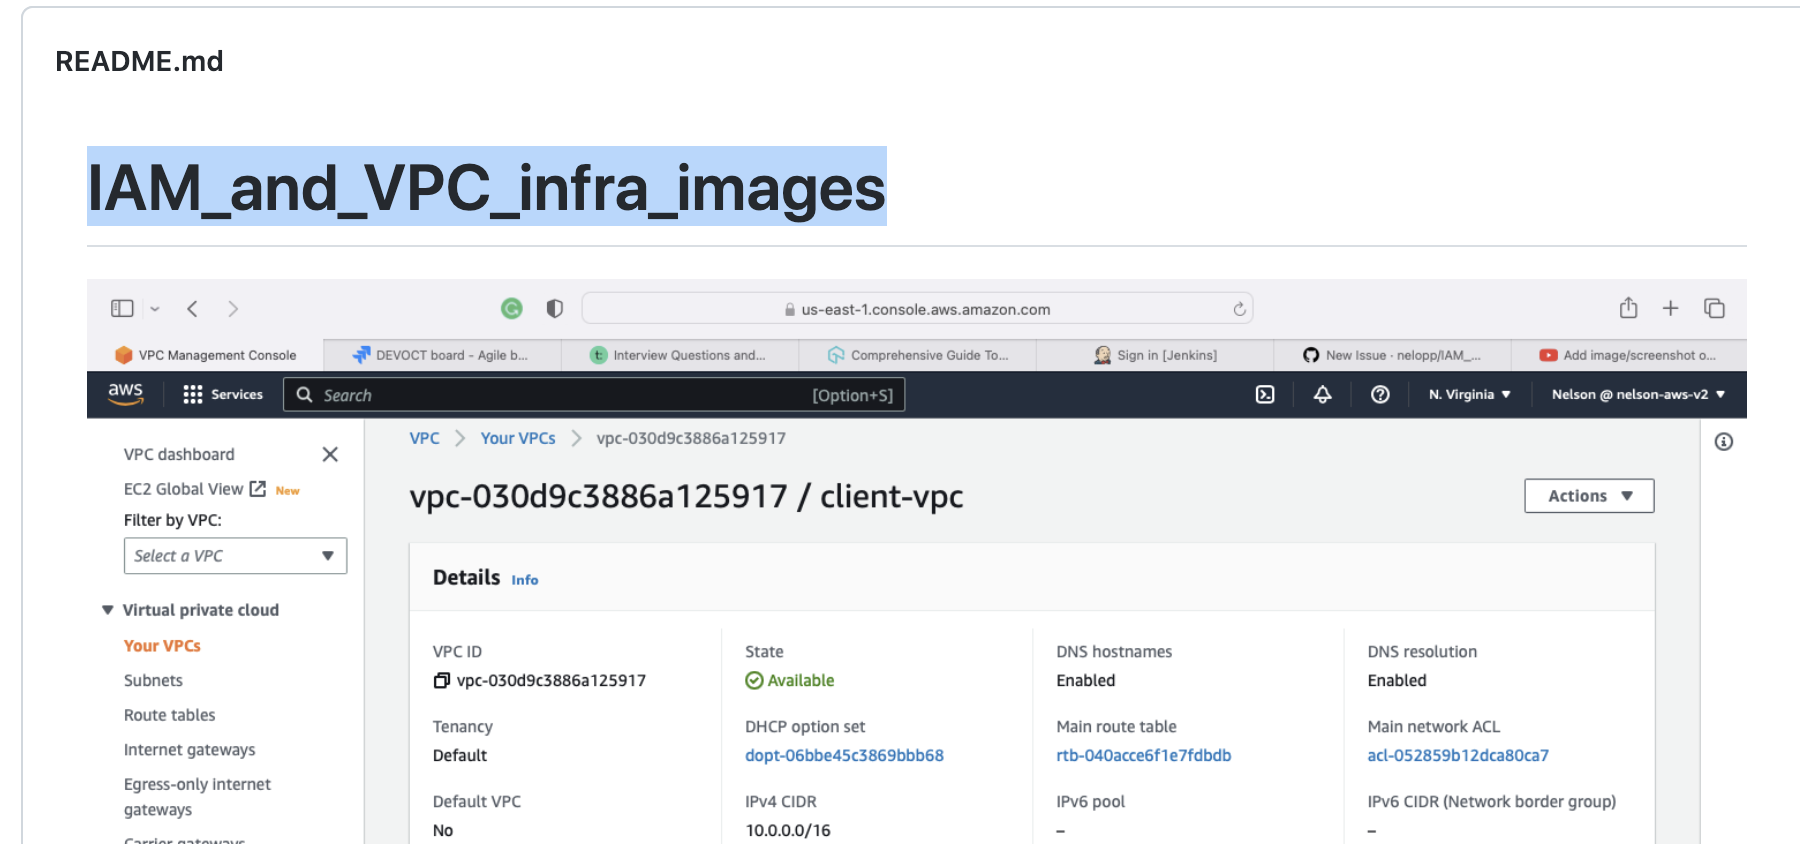 README.md
IAM_and_VPC_infra_images
us-east-1.console.aws.amazon.com
VPC Management Console
DEVOCT board - Agile b...
Interview Questions and...
Comprehensive Guide To...
Sign in [Jenkins]
New Issue · nelopp/IAM_...
Add image/screenshot o...
aws
Services
Search
[Option+S]
N. Virginia
Nelson @ nelson-aws-v2
VPC dashboard
EC2 Global View
New
Filter by VPC:
Select a VPC
Virtual private cloud
Your VPCs
Subnets
Route tables
Internet gateways
Egress-only internet
gateways
Carrier gateways
VPC
Your VPCs
vpc-030d9c3886a125917
vpc-030d9c3886a125917 / client-vpc
Actions
Details Info
VPC ID
vpc-030d9c3886a125917
State
Available
DNS hostnames
Enabled
DNS resolution
Enabled
Tenancy
Default
DHCP option set
dopt-06bbe45c3869bbb68
Main route table
rtb-040acce6f1e7fdbdb
Main network ACL
acl-052859b12dca80ca7
Default VPC
No
IPv4 CIDR
10.0.0.0/16
IPv6 pool
–
IPv6 CIDR (Network border group)
–